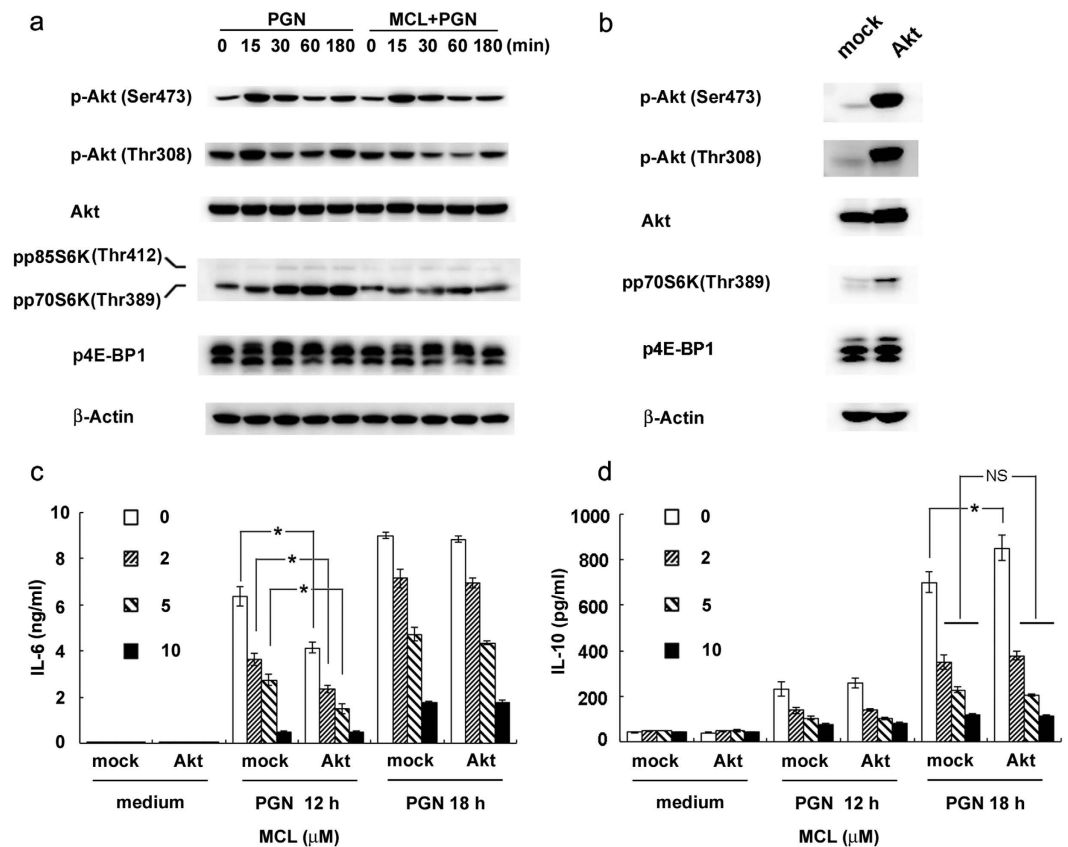 a
PGN MCL+PGN
0 15 30 60 180 0 15 30 60 180 (min)
p-Akt (Ser473)
p-Akt (Thr308)
Akt
pp85S6K(Thr412)
pp70S6K(Thr389)
p4E-BP1
β-Actin
b
mock Akt
p-Akt (Ser473)
p-Akt (Thr308)
Akt
pp70S6K(Thr389)
p4E-BP1
β-Actin
c
IL-6 (ng/ml)
10
8
6
4
2
0
0
2
5
10
* * *
mock Akt mock Akt mock Akt
medium PGN 12 h PGN 18 h
MCL (μM)
d
IL-10 (pg/ml)
1000
800
600
400
200
0
0
2
5
10
NS
*
mock Akt mock Akt mock Akt
medium PGN 12 h PGN 18 h
MCL (μM)